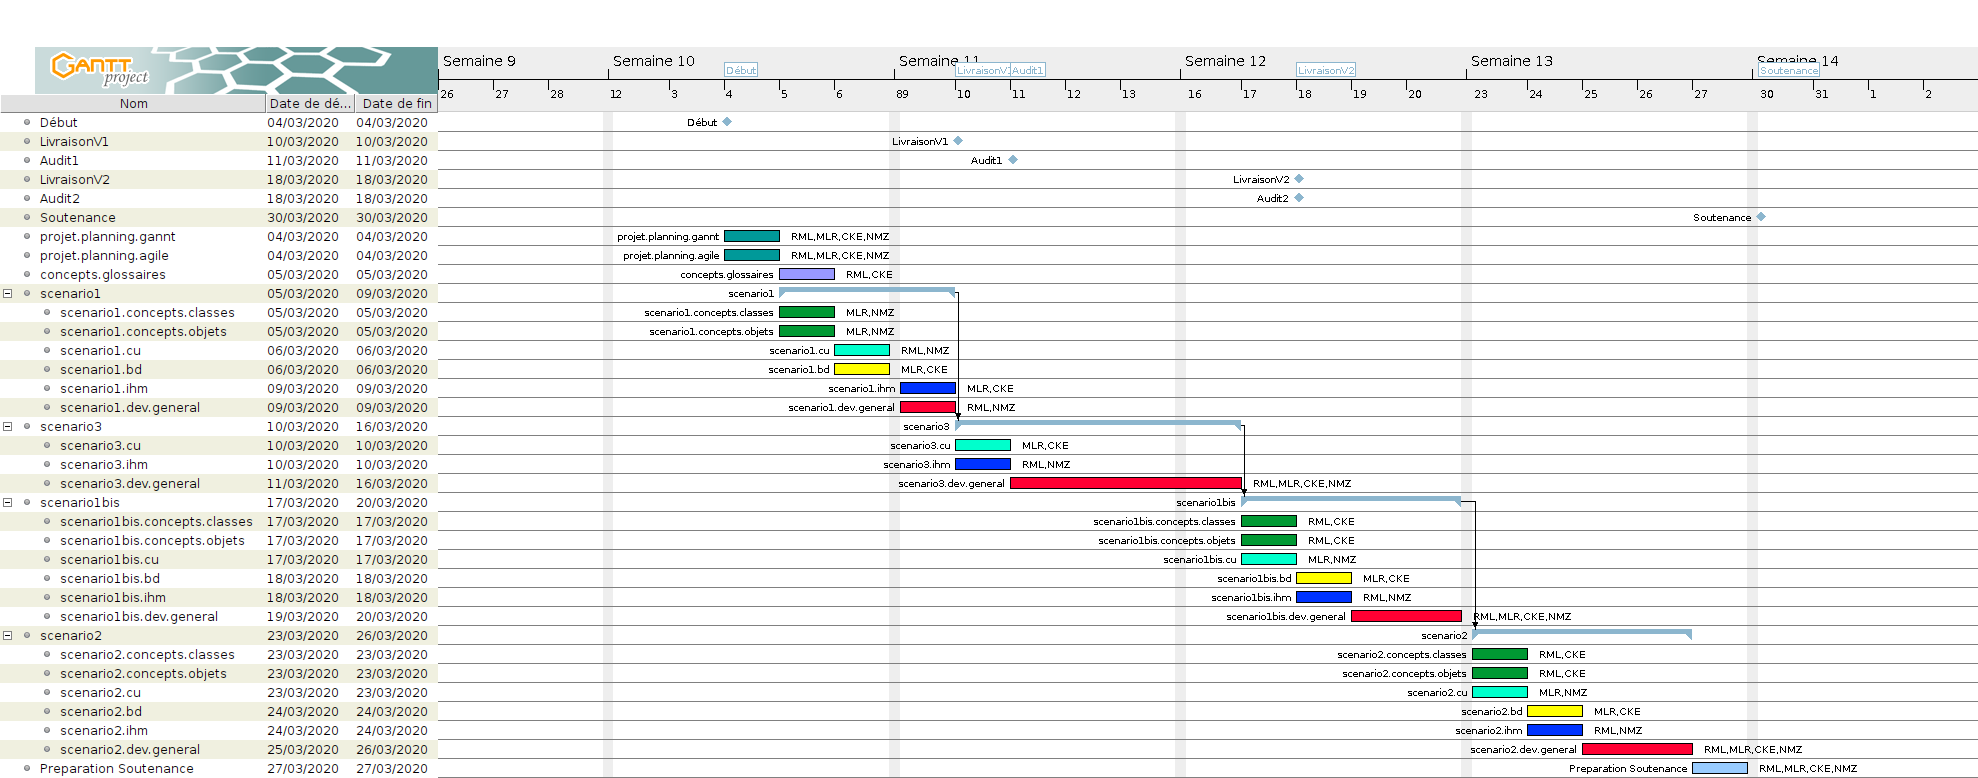 GANTT
project
Semaine 9 Semaine 10 Semaine 11 Semaine 12 Semaine 13 Semaine 14
Début LivraisonV1 Audit1 LivraisonV2 Soutenance
26 27 28 12 3 4 5 6 89 10 11 12 13 16 17 18 19 20 23 24 25 26 27 30 31 1 2
Nom Date de dé... Date de fin
Début 04/03/2020 04/03/2020 Début
LivraisonV1 10/03/2020 10/03/2020 LivraisonV1
Audit1 11/03/2020 11/03/2020 Audit1
LivraisonV2 18/03/2020 18/03/2020 LivraisonV2
Audit2 18/03/2020 18/03/2020 Audit2
Soutenance 30/03/2020 30/03/2020 Soutenance
projet.planning.gannt 04/03/2020 04/03/2020 projet.planning.gannt RML,MLR,CKE,NMZ
projet.planning.agile 04/03/2020 04/03/2020 projet.planning.agile RML,MLR,CKE,NMZ
concepts.glossaires 05/03/2020 05/03/2020 concepts.glossaires RML,CKE
scenario1 05/03/2020 09/03/2020 scenario1
scenario1.concepts.classes 05/03/2020 05/03/2020 scenario1.concepts.classes MLR,NMZ
scenario1.concepts.objets 05/03/2020 05/03/2020 scenario1.concepts.objets MLR,NMZ
scenario1.cu 06/03/2020 06/03/2020 scenario1.cu RML,NMZ
scenario1.bd 06/03/2020 06/03/2020 scenario1.bd MLR,CKE
scenario1.ihm 09/03/2020 09/03/2020 scenario1.ihm MLR,CKE
scenario1.dev.general 09/03/2020 09/03/2020 scenario1.dev.general RML,NMZ
scenario3 10/03/2020 16/03/2020 scenario3
scenario3.cu 10/03/2020 10/03/2020 scenario3.cu MLR,CKE
scenario3.ihm 10/03/2020 10/03/2020 scenario3.ihm RML,NMZ
scenario3.dev.general 11/03/2020 16/03/2020 scenario3.dev.general RML,MLR,CKE,NMZ
scenario1bis 17/03/2020 20/03/2020 scenario1bis
scenario1bis.concepts.classes 17/03/2020 17/03/2020 scenario1bis.concepts.classes RML,CKE
scenario1bis.concepts.objets 17/03/2020 17/03/2020 scenario1bis.concepts.objets RML,CKE
scenario1bis.cu 17/03/2020 17/03/2020 scenario1bis.cu MLR,NMZ
scenario1bis.bd 18/03/2020 18/03/2020 scenario1bis.bd MLR,CKE
scenario1bis.ihm 18/03/2020 18/03/2020 scenario1bis.ihm RML,NMZ
scenario1bis.dev.general 19/03/2020 20/03/2020 scenario1bis.dev.general RML,MLR,CKE,NMZ
scenario2 23/03/2020 26/03/2020 scenario2
scenario2.concepts.classes 23/03/2020 23/03/2020 scenario2.concepts.classes RML,CKE
scenario2.concepts.objets 23/03/2020 23/03/2020 scenario2.concepts.objets RML,CKE
scenario2.cu 23/03/2020 23/03/2020 scenario2.cu MLR,NMZ
scenario2.bd 24/03/2020 24/03/2020 scenario2.bd MLR,CKE
scenario2.ihm 24/03/2020 24/03/2020 scenario2.ihm RML,NMZ
scenario2.dev.general 25/03/2020 26/03/2020 scenario2.dev.general RML,MLR,CKE,NMZ
Preparation Soutenance 27/03/2020 27/03/2020 Preparation Soutenance RML,MLR,CKE,NMZ